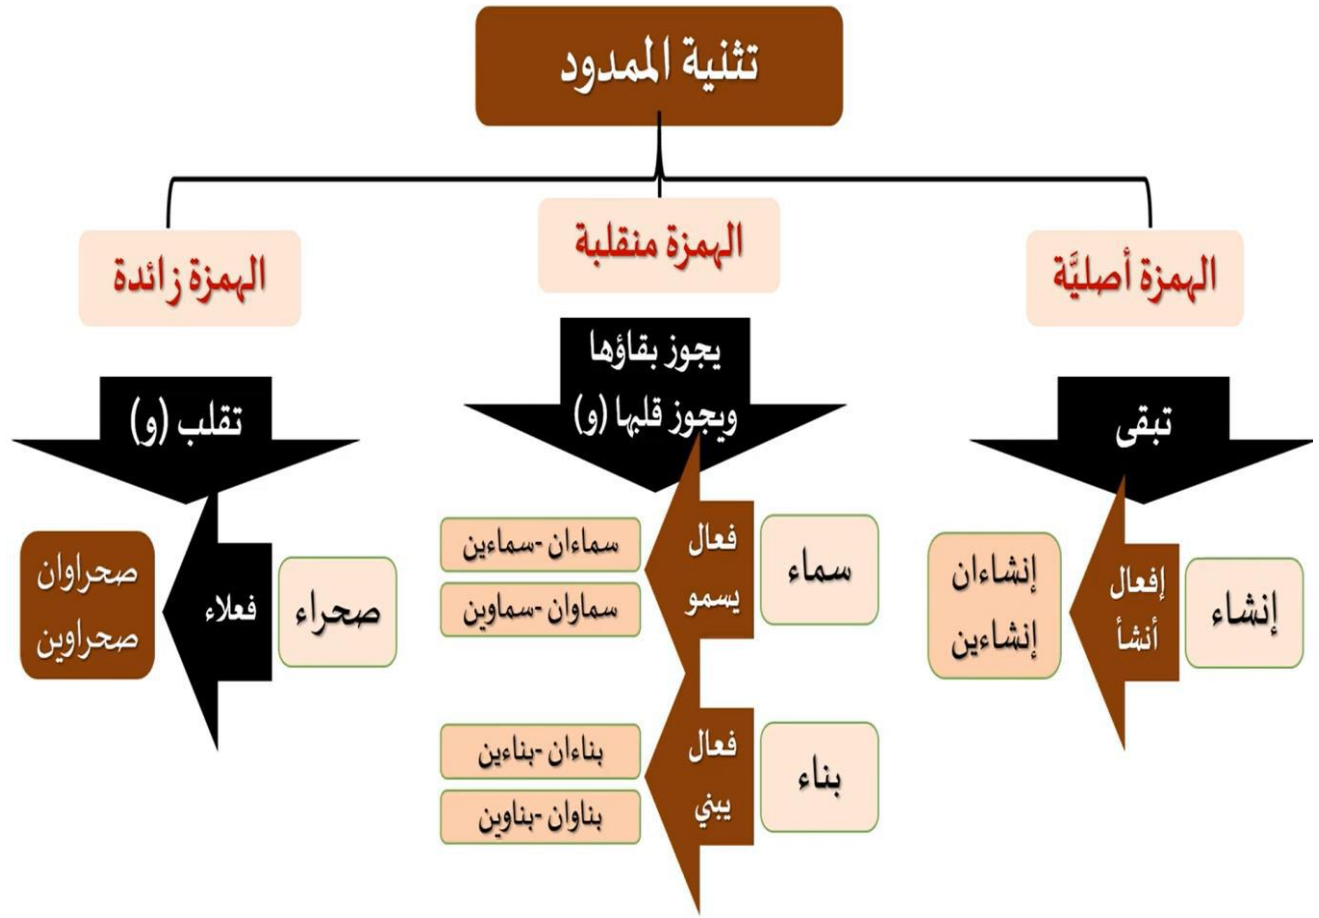 تثنية الممدود
الهمزة أصليَّة
تبقى
إنشاء
إفعال
أنشأ
إنشاءان
إنشاءين
الهمزة منقلبة
يجوز بقاؤها
ويجوز قلبها (و)
سماء
فعال
يسمو
سماءان -سماءين
سماوان -سماوين
بناء
فعال
يبني
بناءان -بناءين
بناوان -بناوين
الهمزة زائدة
تقلب (و)
صحراء
فعلاء
صحراوان
صحراوين